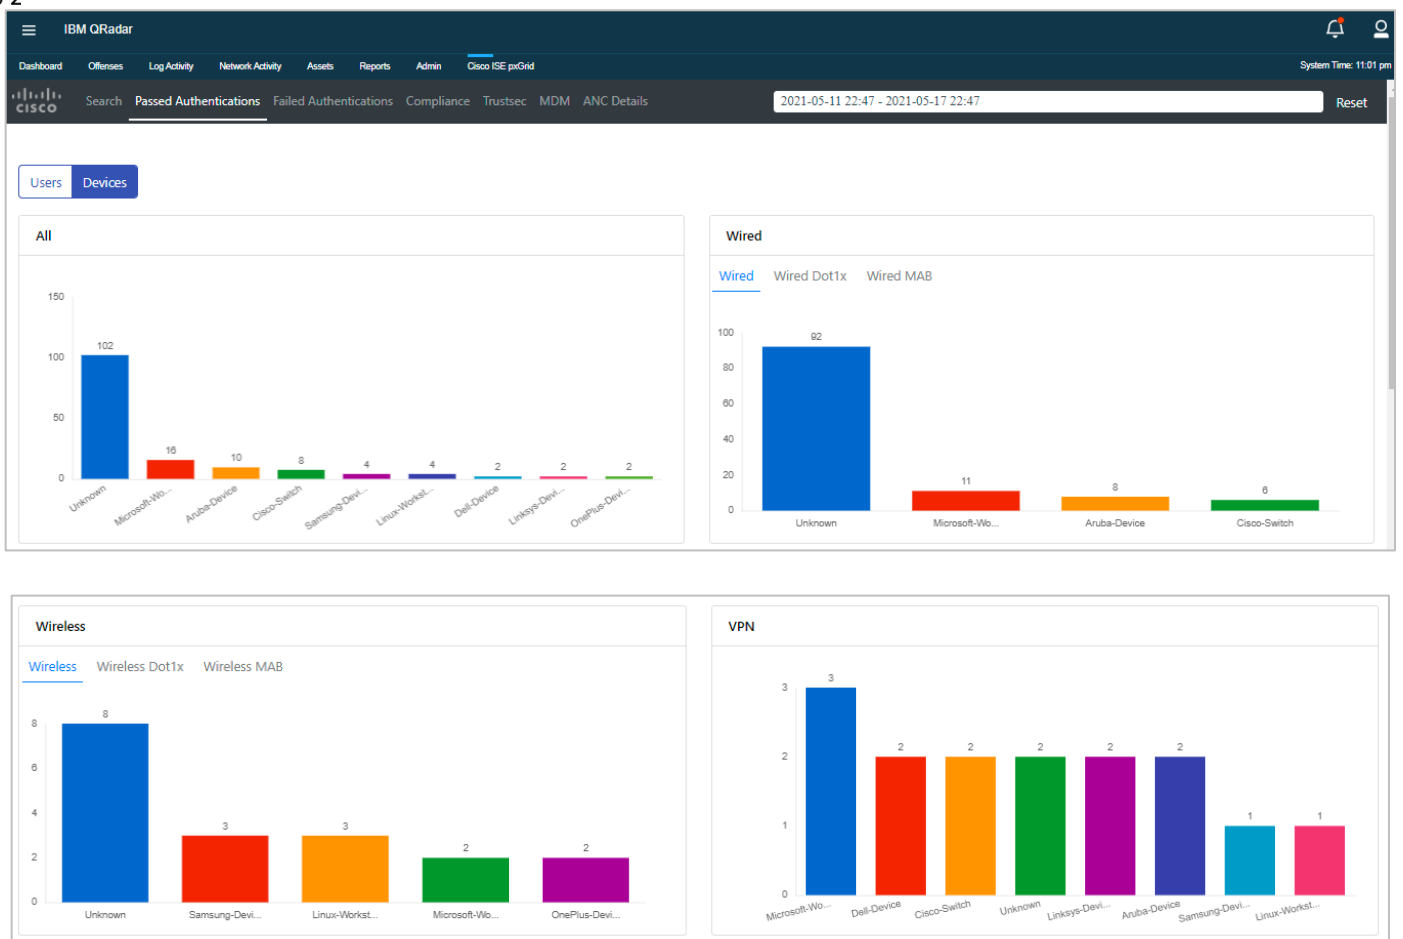 IBM QRadar
Dashboard Offenses Log Activity Network Activity Assets Reports Admin Cisco ISE pxGrid System Time: 11:01 pm
CISCO Search Passed Authentications Failed Authentications Compliance Trustsec MDM ANC Details 2021-05-11 22:47 - 2021-05-17 22:47 Reset
Users Devices
All
150
100
50
0
102
16
10
8
4
4
2
2
2
Unknown
Microsoft-Wo...
Aruba-Device
Cisco-Switch
Samsung-Devi...
Linux-Workst...
Dell-Device
Linksys-Devi...
OnePlus-Devi...
Wired
Wired Wired Dot1x Wired MAB
100
80
60
40
20
0
92
11
8
6
Unknown Microsoft-Wo... Aruba-Device Cisco-Switch
Wireless
Wireless Wireless Dot1x Wireless MAB
8
6
4
2
0
8
3
3
2
2
Unknown Samsung-Devi... Linux-Workst... Microsoft-Wo... OnePlus-Devi...
VPN
3
2
1
0
3
2
2
2
2
2
1
1
Microsoft-Wo...
Dell-Device
Cisco-Switch
Unknown
Linksys-Devi...
Aruba-Device
Samsung-Devi...
Linux-Workst...